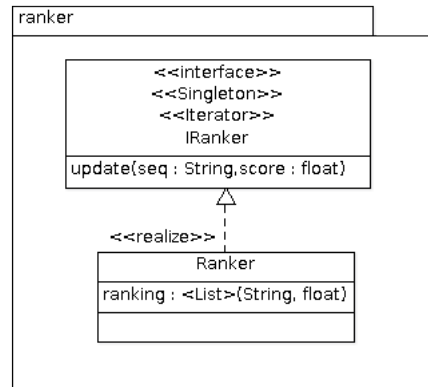 ranker
<<interface>>
<<Singleton>>
<<Iterator>>
IRanker
update(seq : String,score : float)
<<realize>>
Ranker
ranking : <List>(String, float)